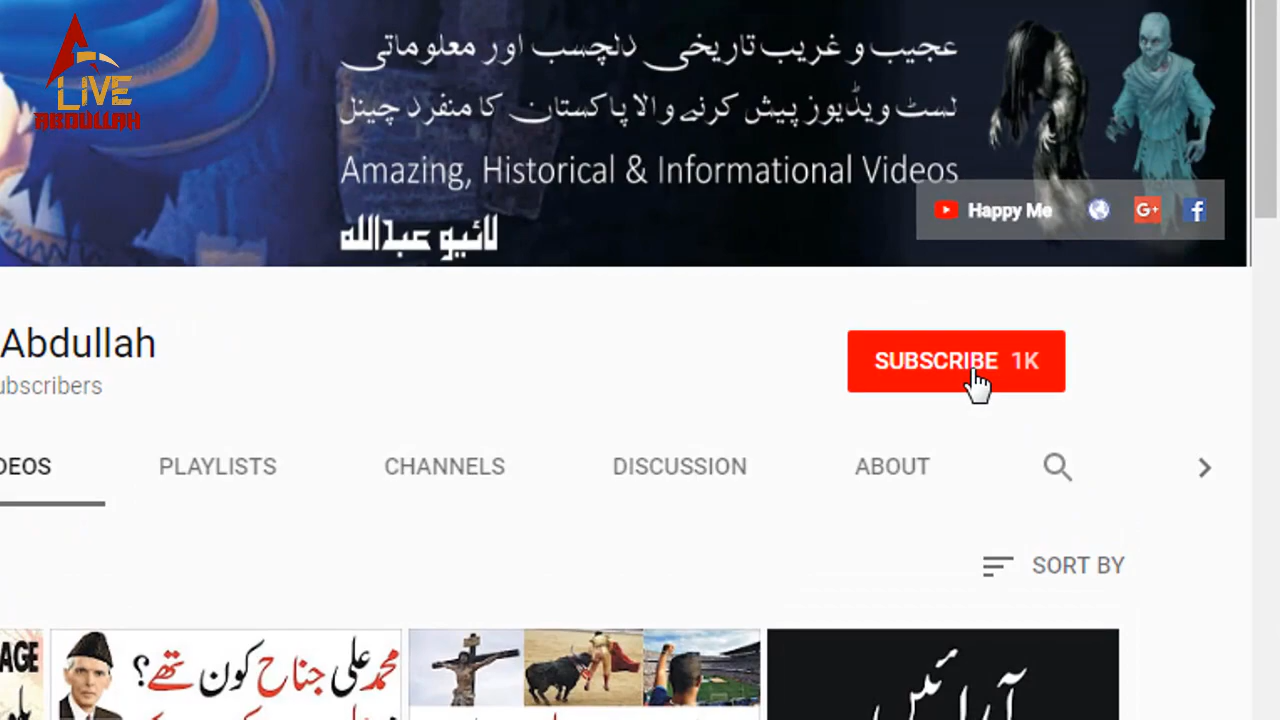 LIVE
ABDULLAH
عجیب و غریب تاریخی دلچسب اور معلوماتی
لسٹ ویڈیوز پیش کرنے والا پاکستان کا منفرد چینل
Amazing, Historical & Informational Videos
لائیو عبداللہ
Happy Me
G+
f
Abdullah
ubscribers
SUBSCRIBE 1K
DEOS PLAYLISTS CHANNELS DISCUSSION ABOUT
SORT BY
AGE
محمد علی جناح کون تھے؟
آرائیں